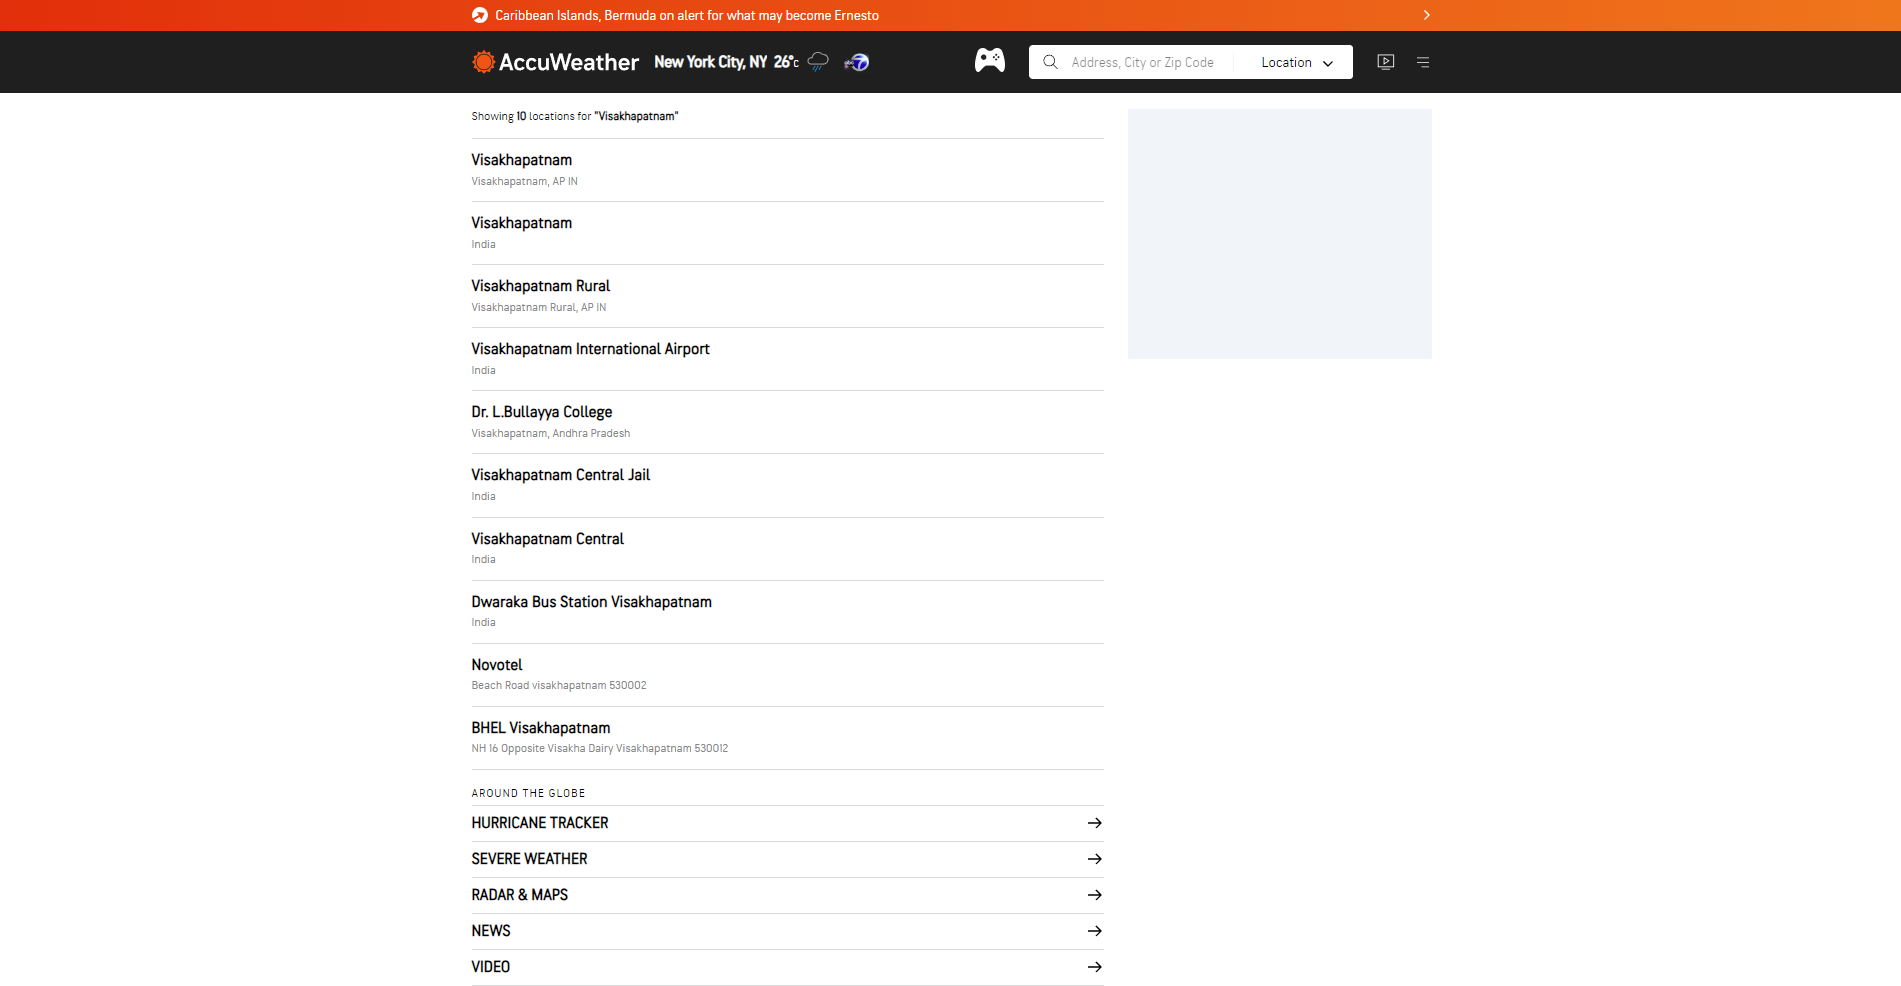 Caribbean Islands, Bermuda on alert for what may become Ernesto
AccuWeather New York City, NY 26°C abc 7 Address, City or Zip Code Location
Showing 10 locations for "Visakhapatnam"
Visakhapatnam
Visakhapatnam, AP IN
Visakhapatnam
India
Visakhapatnam Rural
Visakhapatnam Rural, AP IN
Visakhapatnam International Airport
India
Dr. L.Bullayya College
Visakhapatnam, Andhra Pradesh
Visakhapatnam Central Jail
India
Visakhapatnam Central
India
Dwaraka Bus Station Visakhapatnam
India
Novotel
Beach Road visakhapatnam 530002
BHEL Visakhapatnam
NH 16 Opposite Visakha Dairy Visakhapatnam 530012
AROUND THE GLOBE
HURRICANE TRACKER
SEVERE WEATHER
RADAR & MAPS
NEWS
VIDEO